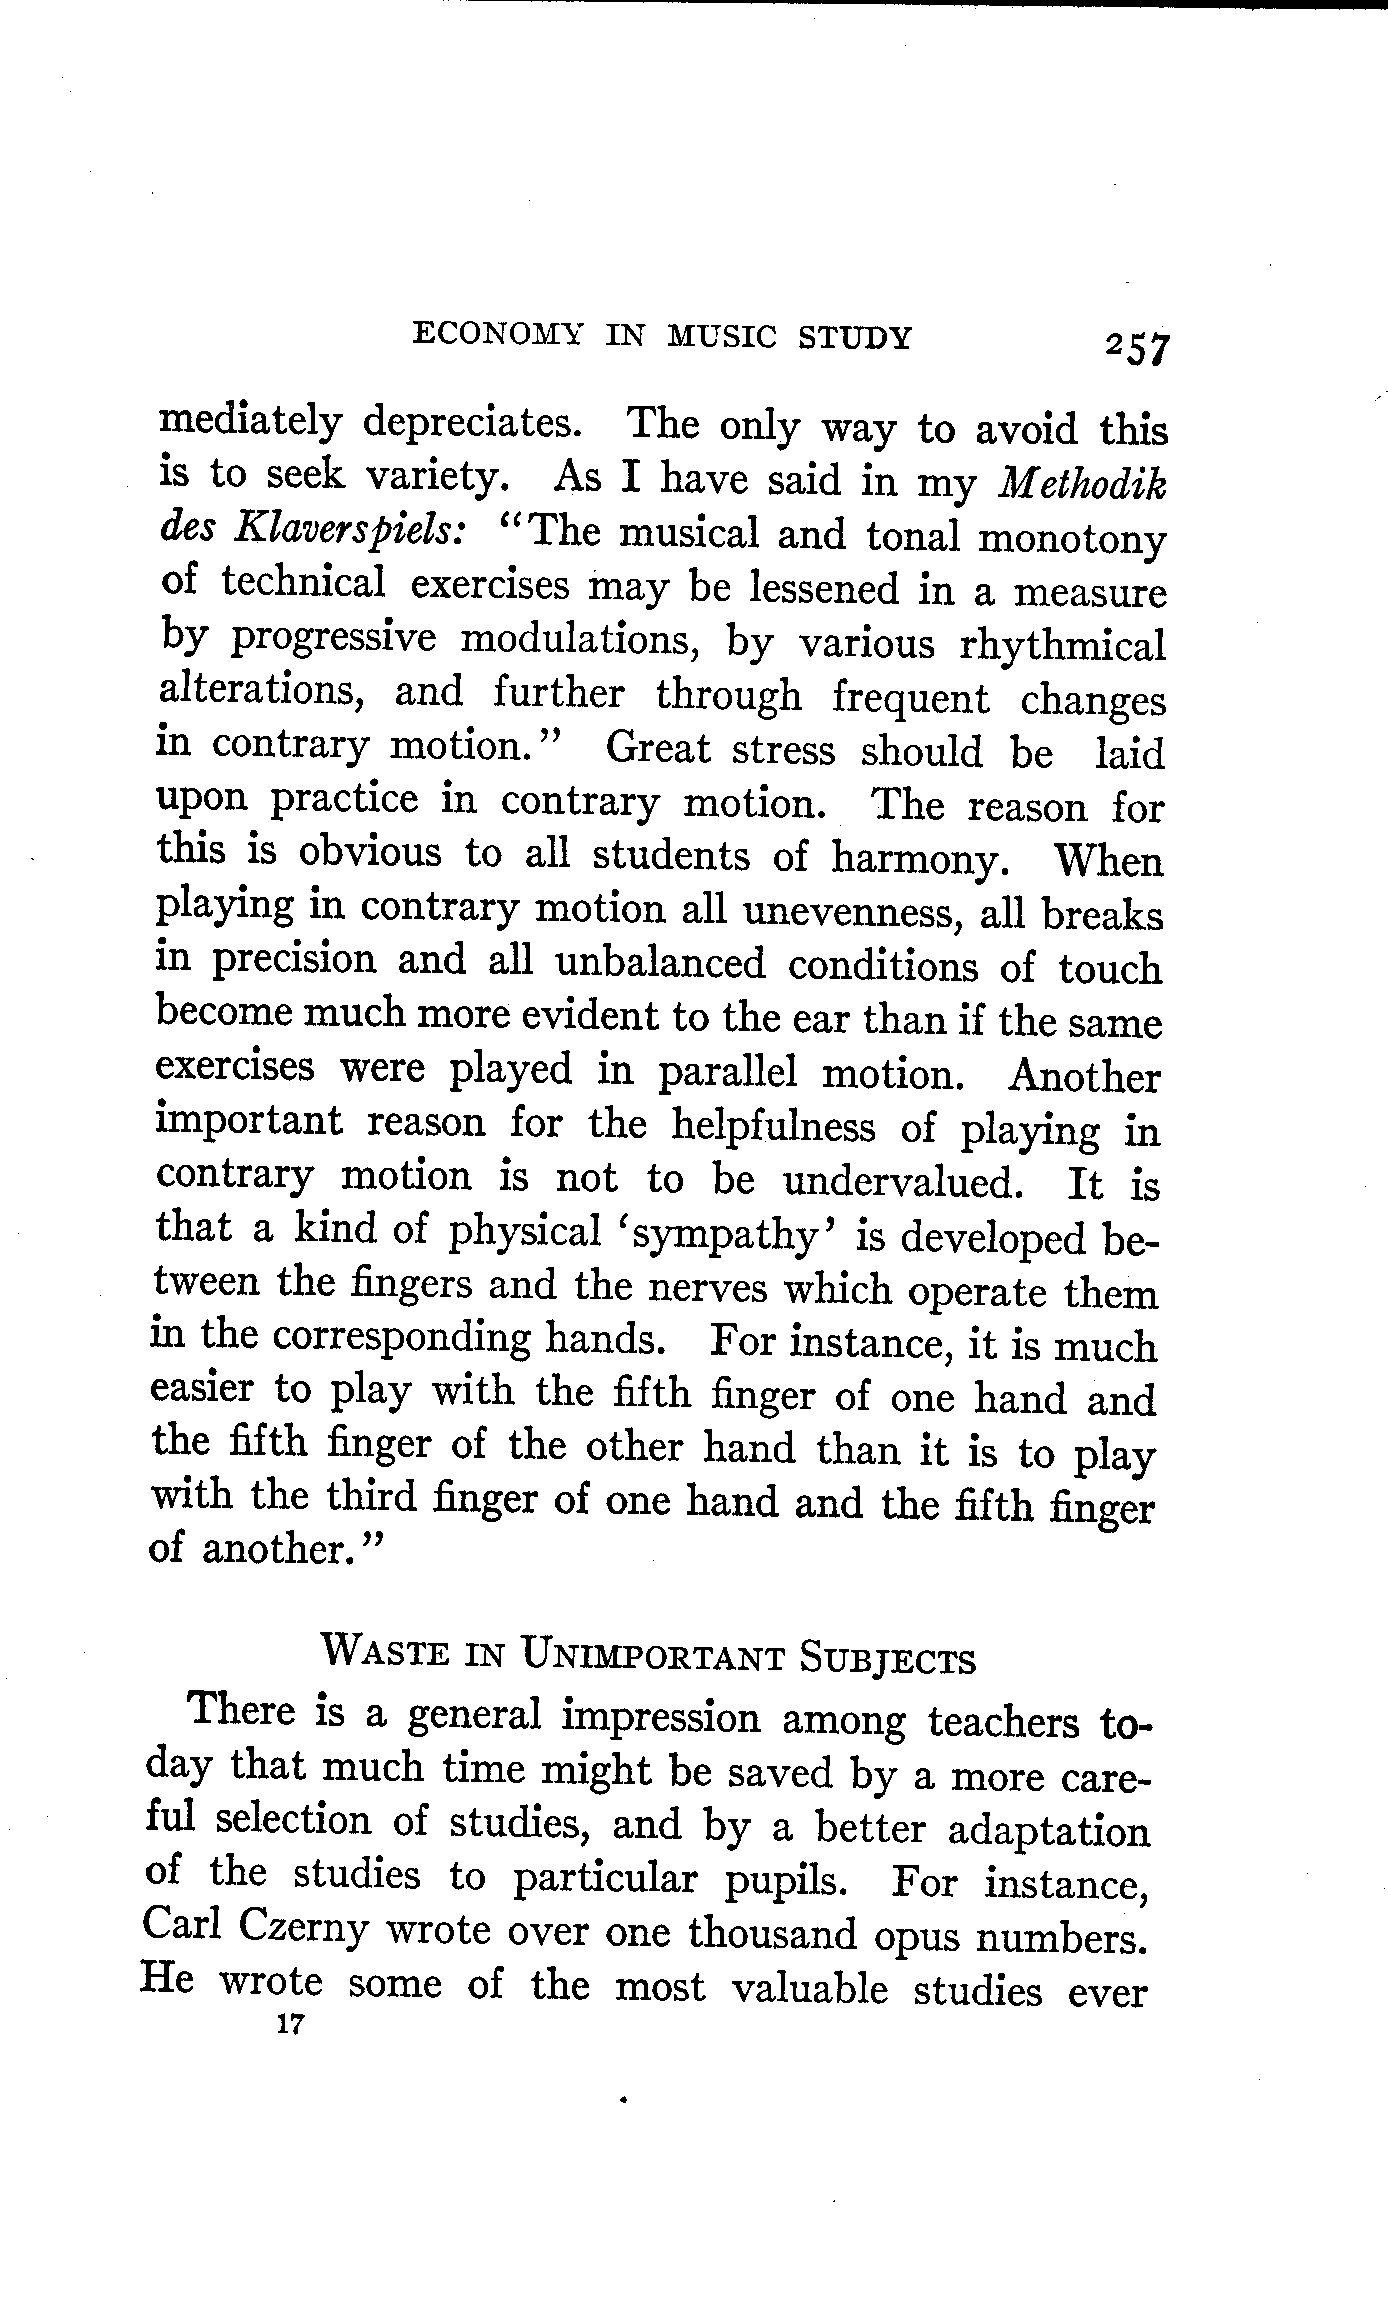 ECONOMY IN MUSIC STUDY 257
mediately depreciates. The only way to avoid this
is to seek variety. As I have said in my Methodik
des Klaverspiels: "The musical and tonal monotony
of technical exercises may be lessened in a measure
by progressive modulations, by various rhythmical
alterations, and further through frequent changes
in contrary motion." Great stress should be laid
upon practice in contrary motion. The reason for
this is obvious to all students of harmony. When
playing in contrary motion all unevenness, all breaks
in precision and all unbalanced conditions of touch
become much more evident to the ear than if the same
exercises were played in parallel motion. Another
important reason for the helpfulness of playing in
contrary motion is not to be undervalued. It is
that a kind of physical 'sympathy' is developed be-
tween the fingers and the nerves which operate them
in the corresponding hands. For instance, it is much
easier to play with the fifth finger of one hand and
the fifth finger of the other hand than it is to play
with the third finger of one hand and the fifth finger
of another."
WASTE IN UNIMPORTANT SUBJECTS
There is a general impression among teachers to-
day that much time might be saved by a more care-
ful selection of studies, and by a better adaptation
of the studies to particular pupils. For instance,
Carl Czerny wrote over one thousand opus numbers.
He wrote some of the most valuable studies ever
17